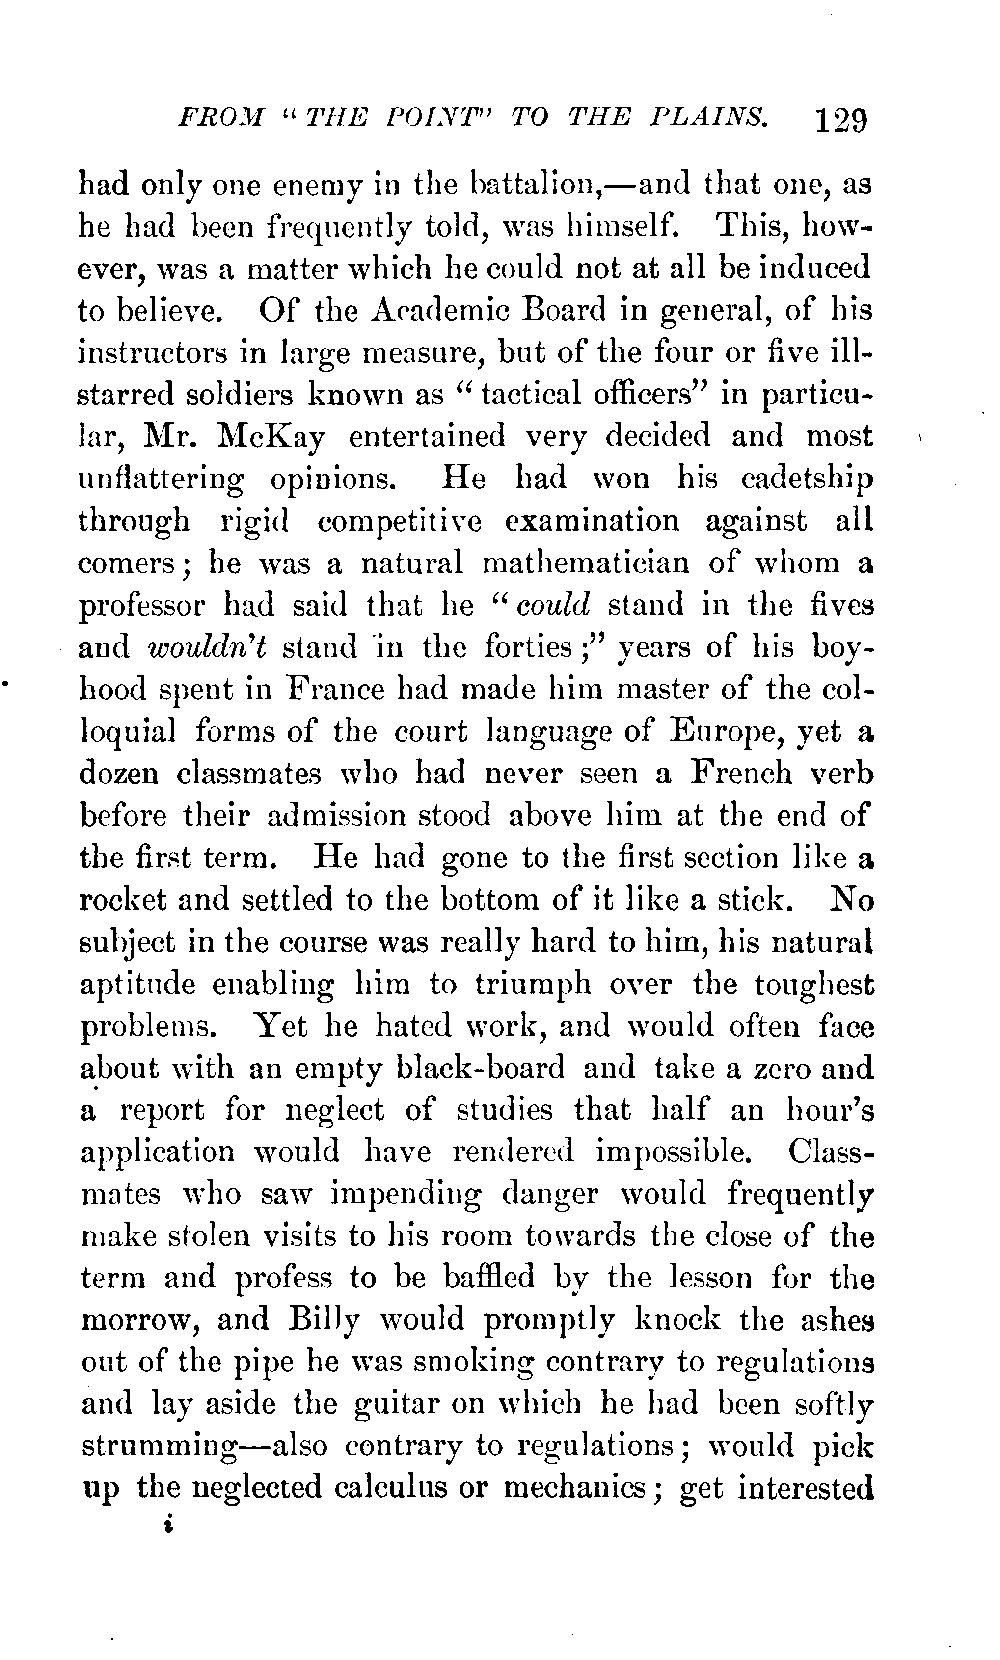 FROM "THE POINT" TO THE PLAINS. 129
had only one enemy in the battalion,—and that one, as
he had been frequently told, was himself. This, how-
ever, was a matter which he could not at all be induced
to believe. Of the Academic Board in general, of his
instructors in large measure, but of the four or five ill-
starred soldiers known as "tactical officers" in particu-
lar, Mr. McKay entertained very decided and most
unflattering opinions. He had won his cadetship
through rigid competitive examination against all
comers; he was a natural mathematician of whom a
professor had said that he "could stand in the fives
and wouldn't stand in the forties;" years of his boy-
hood spent in France had made him master of the col-
loquial forms of the court language of Europe, yet a
dozen classmates who had never seen a French verb
before their admission stood above him at the end of
the first term. He had gone to the first section like a
rocket and settled to the bottom of it like a stick. No
subject in the course was really hard to him, his natural
aptitude enabling him to triumph over the toughest
problems. Yet he hated work, and would often face
about with an empty black-board and take a zero and
a report for neglect of studies that half an hour's
application would have rendered impossible. Class-
mates who saw impending danger would frequently
make stolen visits to his room towards the close of the
term and profess to be baffled by the lesson for the
morrow, and Billy would promptly knock the ashes
out of the pipe he was smoking contrary to regulations
and lay aside the guitar on which he had been softly
strumming—also contrary to regulations; would pick
up the neglected calculus or mechanics; get interested
i